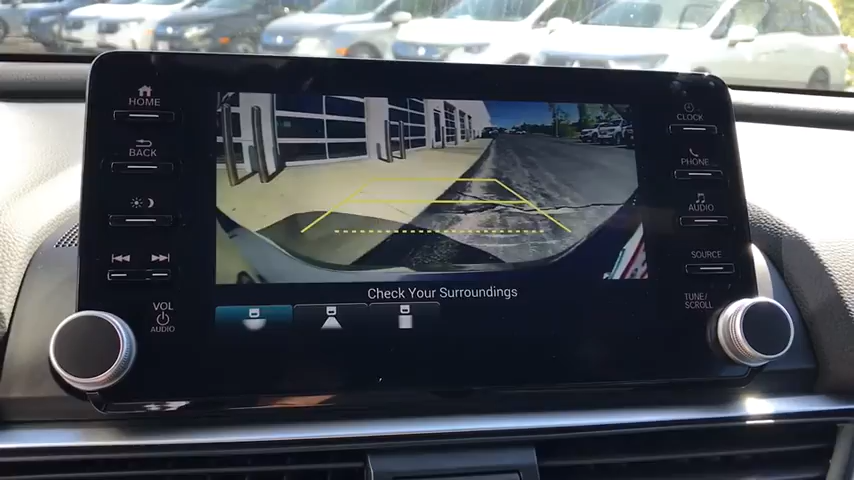 HOME
BACK
VOL
AUDIO
Check Your Surroundings
CLOCK
PHONE
AUDIO
SOURCE
TUNE/
SCROLL